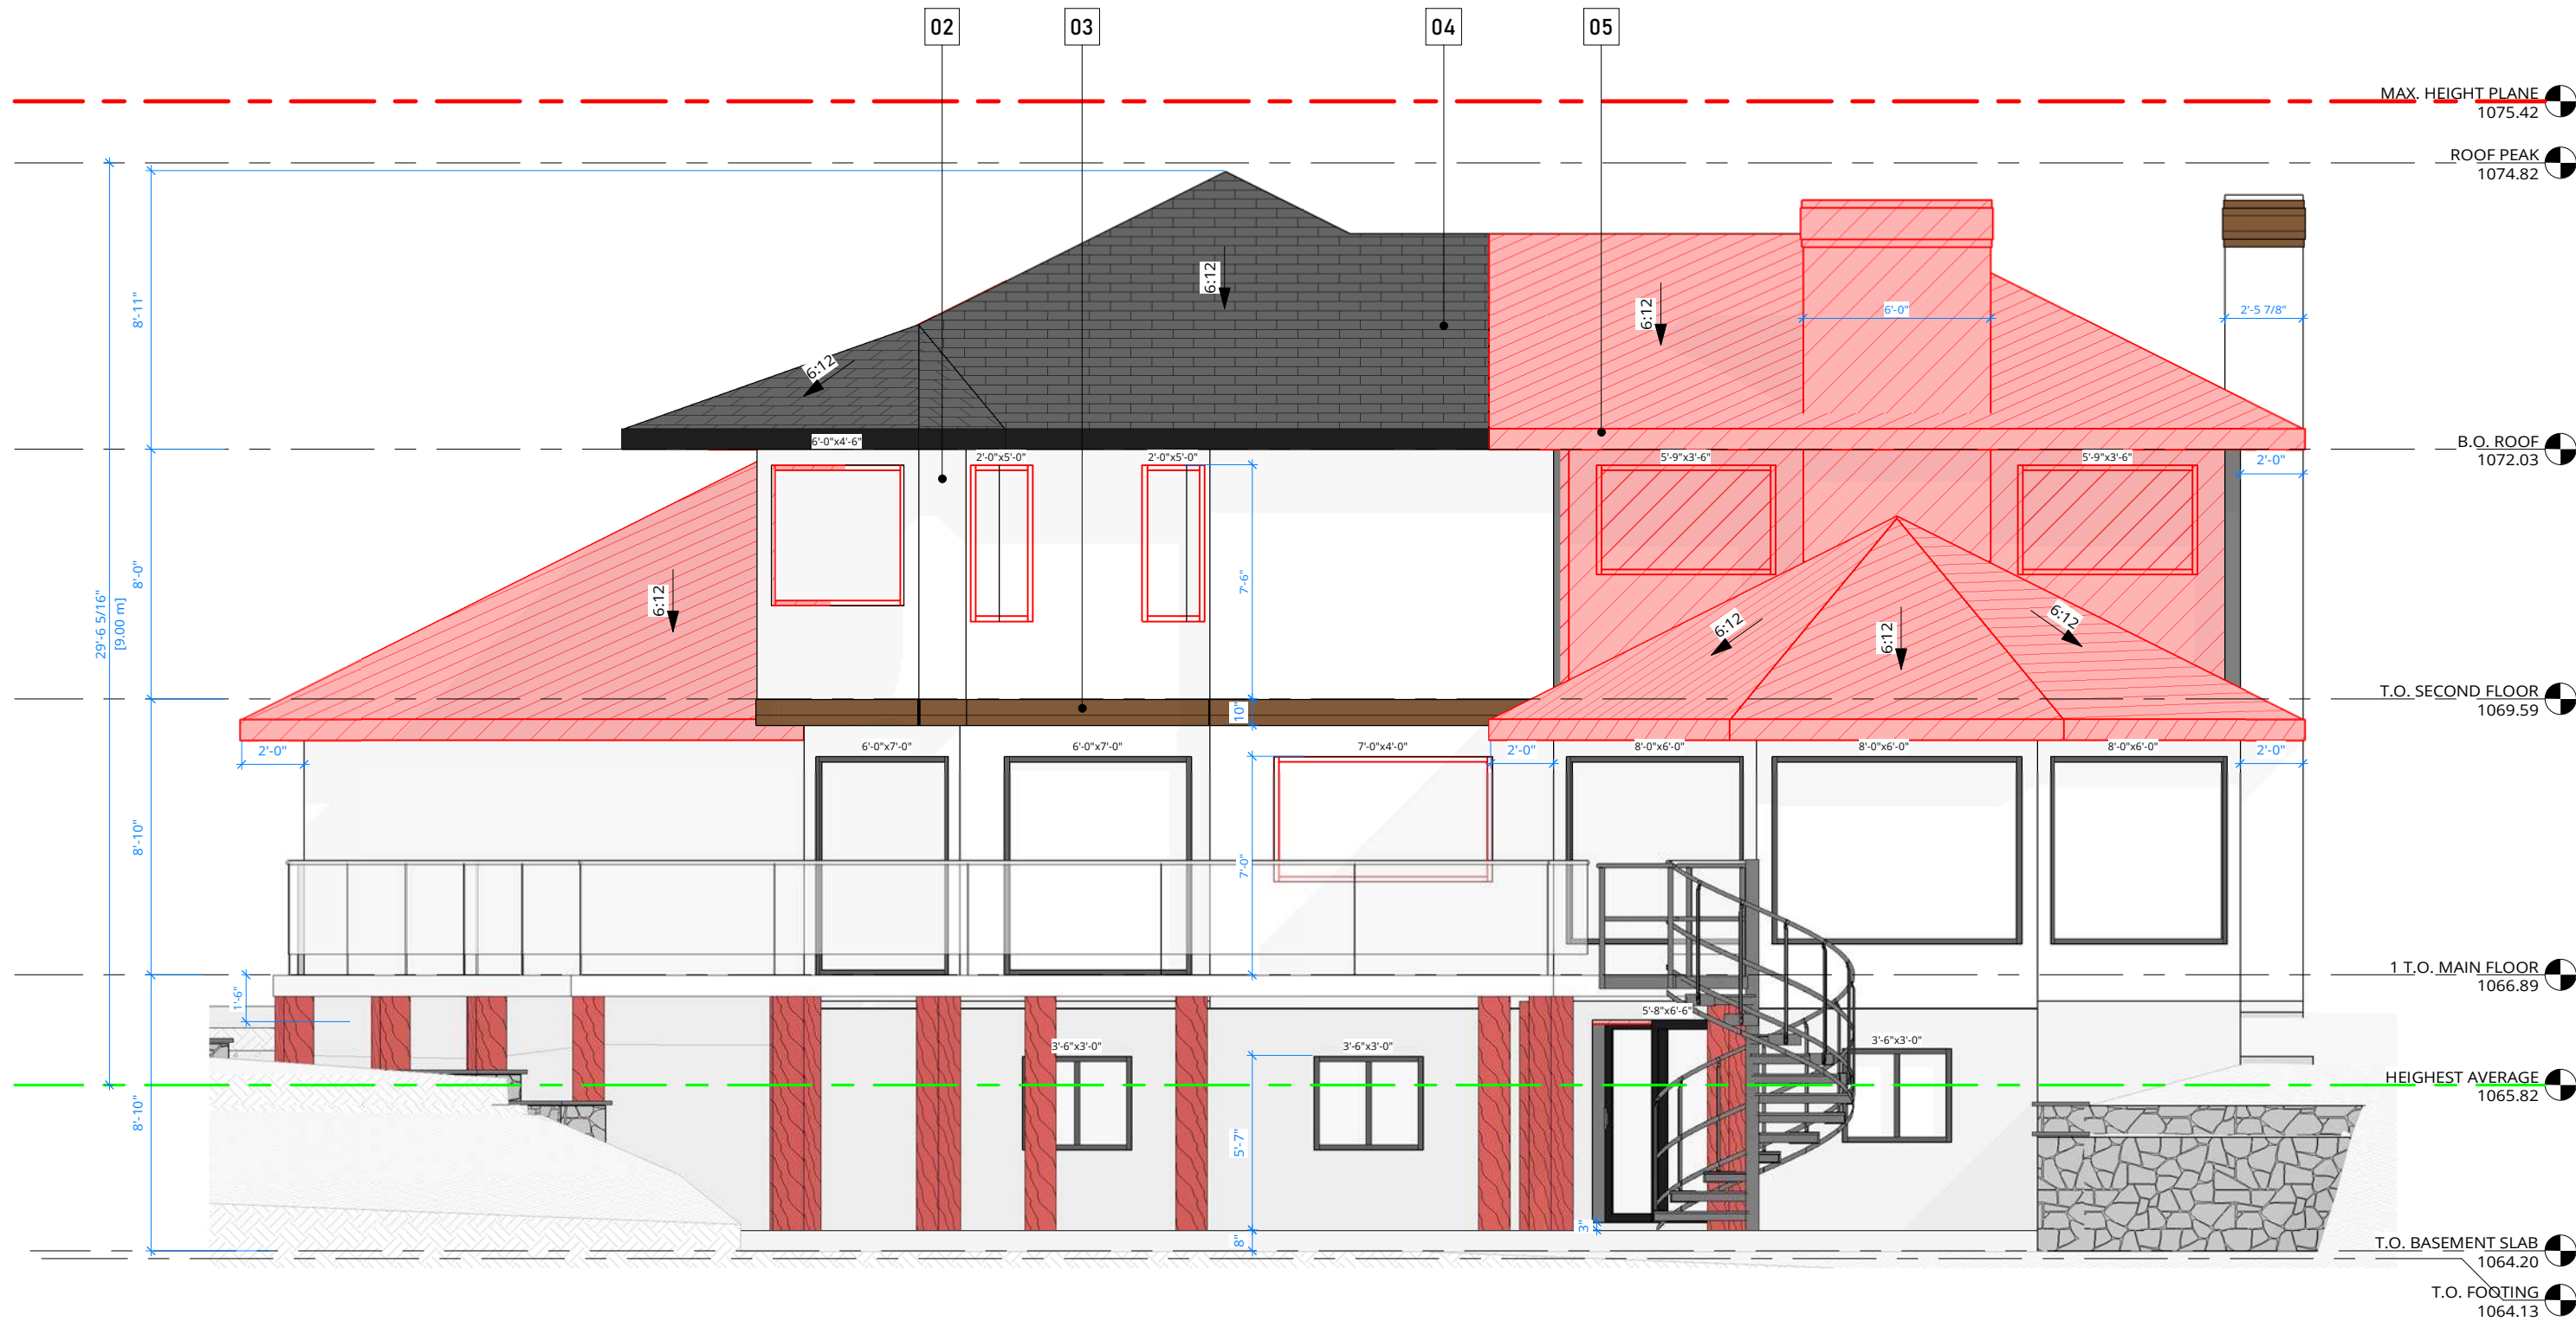 02
03
04
05
MAX. HEIGHT PLANE
1075.42
ROOF PEAK
1074.82
8'-11"
6:12
6:12
6:12
6'-0"
2'-5 7/8"
6:12
B.O. ROOF
1072.03
6'-0"x4'-6"
2'-0"x5'-0"
2'-0"x5'-0"
5'-9"x3'-6"
5'-9"x3'-6"
2'-0"
29'-6 5/16"
[9.00 m]
8'-0"
6:12
7'-6"
6:12
6:12
6:12
T.O. SECOND FLOOR
1069.59
10"
2'-0"
6'-0"x7'-0"
6'-0"x7'-0"
7'-0"x4'-0"
2'-0"
8'-0"x6'-0"
8'-0"x6'-0"
8'-0"x6'-0"
2'-0"
8'-10"
7'-0"
1 T.O. MAIN FLOOR
1066.89
1'-6"
5'-8"x6'-6"
3'-6"x3'-0"
3'-6"x3'-0"
3'-6"x3'-0"
HEIGHEST AVERAGE
1065.82
8'-10"
5'-7"
3"
8"
T.O. BASEMENT SLAB
1064.20
T.O. FOOTING
1064.13